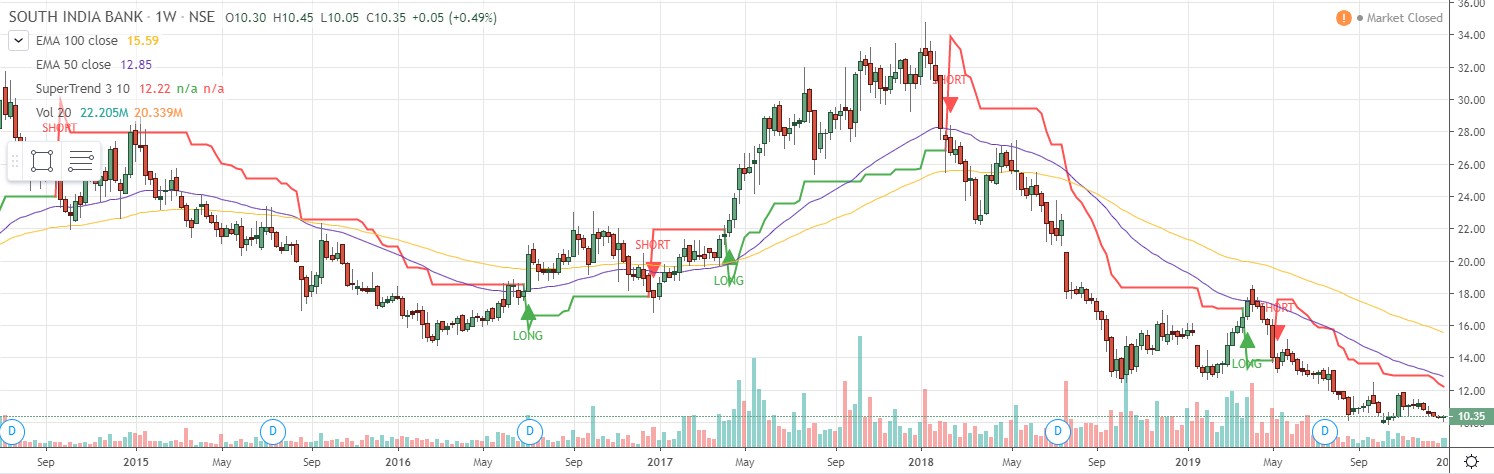 SOUTH INDIA BANK · 1W · NSE O10.30 H10.45 L10.05 C10.35 +0.05 (+0.49%)
! Market Closed
EMA 100 close 15.59
EMA 50 close 12.85
SuperTrend 3 10 12.22 n/a n/a
Vol 20 22.205M 20.339M
SHORT
SHORT
LONG
LONG
SHORT
LONG
SHORT
36.00
34.00
32.00
30.00
28.00
26.00
24.00
22.00
20.00
18.00
16.00
14.00
12.00
10.35
D D D D D
Sep 2015 May Sep 2016 May Sep 2017 May Sep 2018 May Sep 2019 May Sep 20